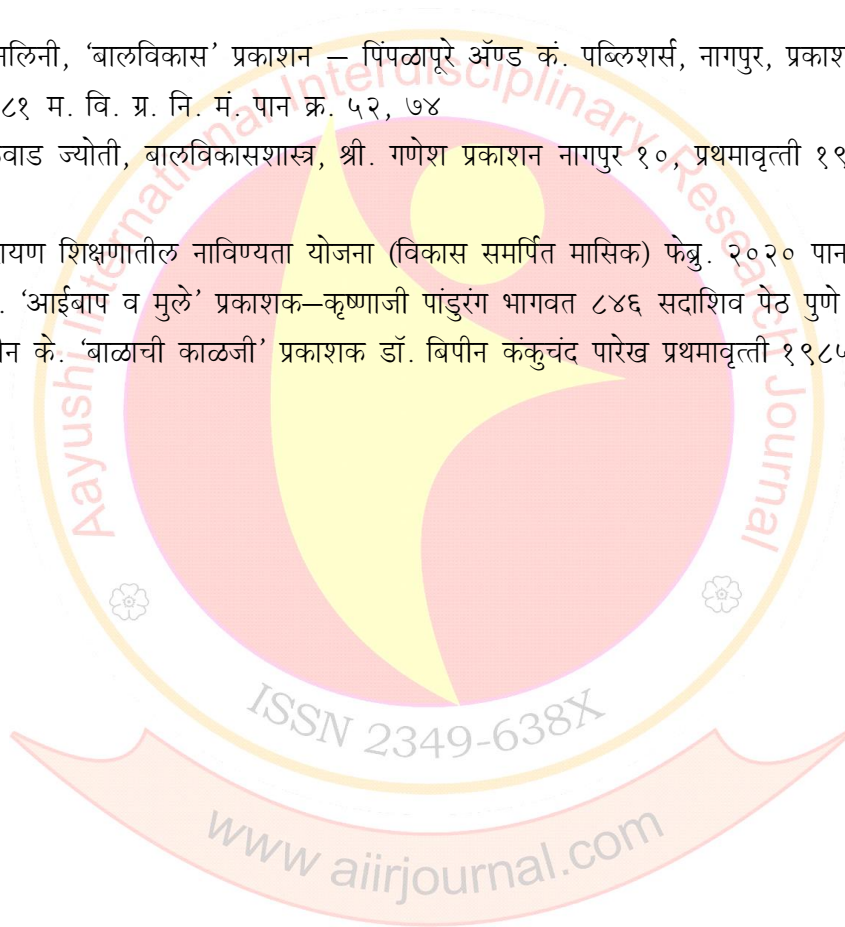 लिनी, ‘बालविकास’ प्रकाशन – पिंपळापूरे ॲण्ड कं. पब्लिशर्स, नागपुर, प्रकाश
८१ म. वि. ग्र. नि. मं. पान क्र. ५२, ७४
वाड ज्योती, बालविकासशास्त्र, श्री. गणेश प्रकाशन नागपुर १०, प्रथमावृत्ती १९
यण शिक्षणातील नाविण्यता योजना (विकास समर्पित मासिक) फेब्रु. २०२० पान
. ‘आईबाप व मुले’ प्रकाशक–कृष्णाजी पांडुरंग भागवत ८४६ सदाशिव पेठ पुणे
न के. ‘बाळाची काळजी’ प्रकाशक डॉ. बिपीन कंकुचंद पारेख प्रथमावृत्ती १९८५
Aayushi International Interdisciplinary Research Journal
ISSN 2349-638X
www.aiirjournal.com